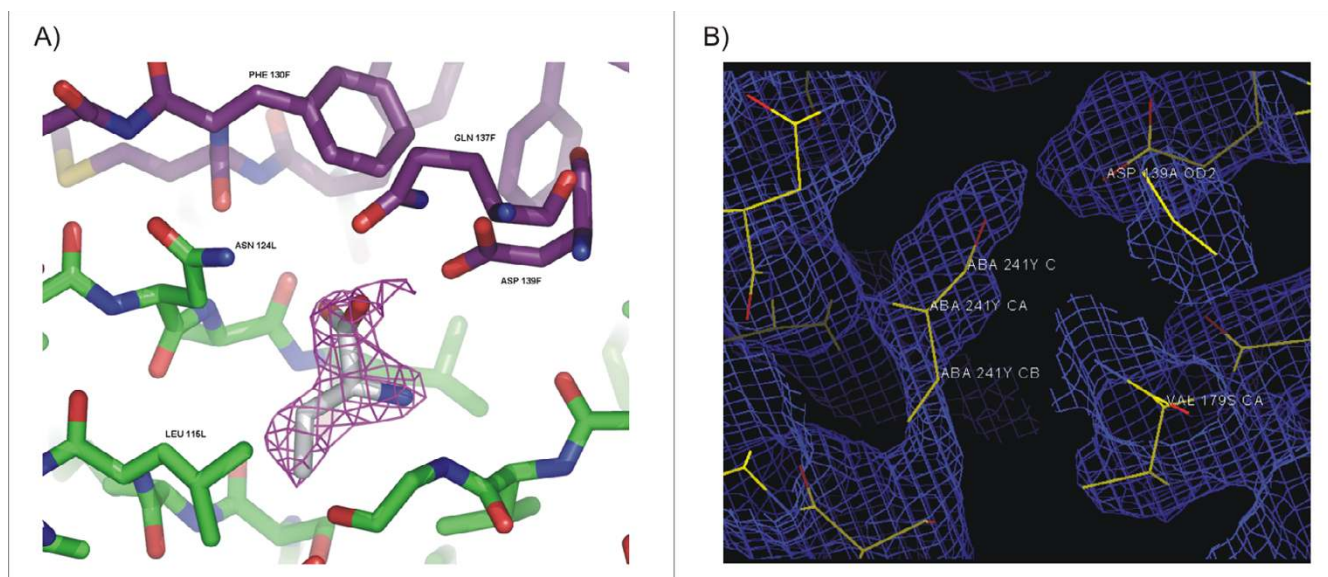 A)
PHE 130F
GLN 137F
ASN 124L
ASP 139F
LEU 115L
B)
ASP 139A OD2
ABA 241Y C
ABA 241Y CA
ABA 241Y CB
VAL 179S CA